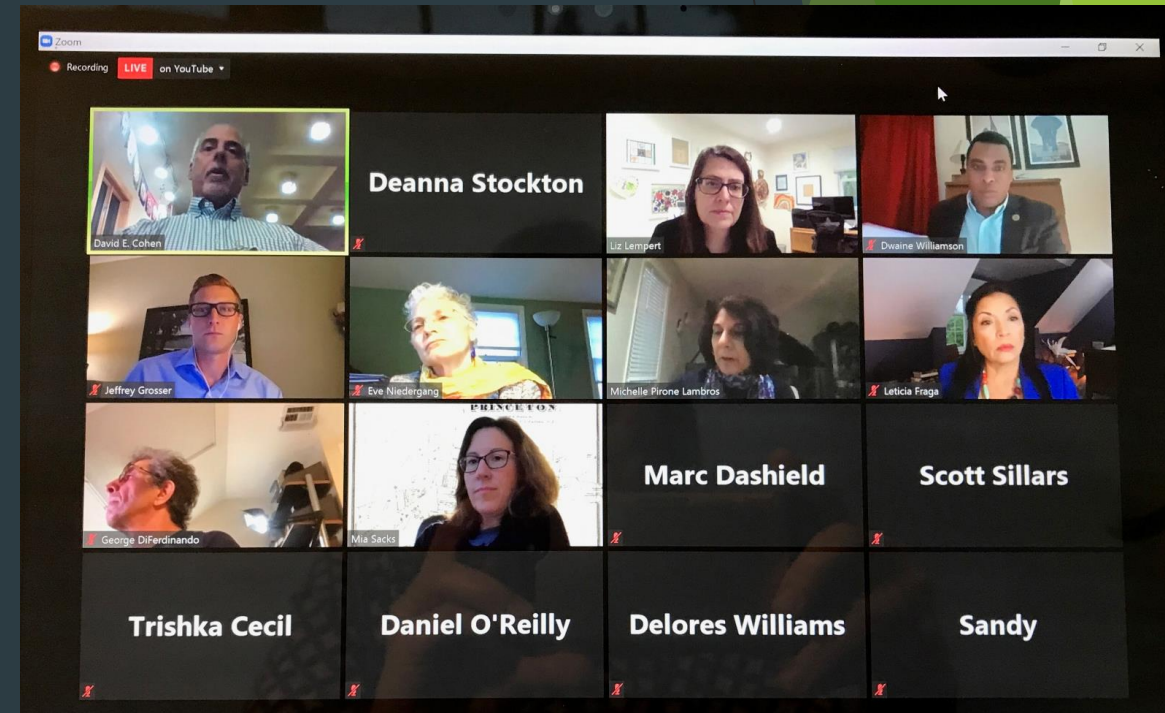 Zoom
Recording LIVE on YouTube
David E. Cohen
Deanna Stockton
Liz Lempert
Dwaine Williamson
Jeffrey Grosser
Eve Niedergang
Michelle Pirone Lambros
Leticia Fraga
George DiFerdinando
PRINCETON
Mia Sacks
Marc Dashield
Scott Sillars
Trishka Cecil
Daniel O'Reilly
Delores Williams
Sandy